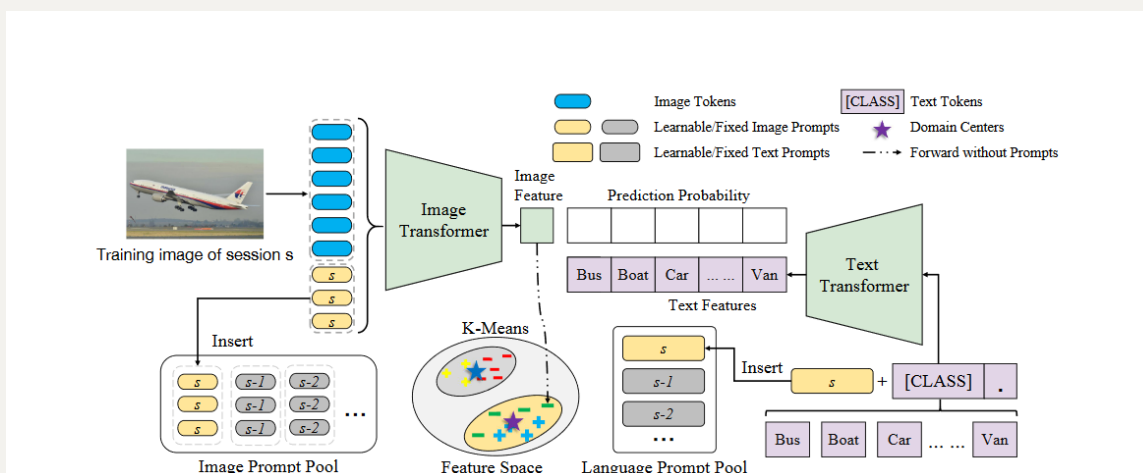 Image Tokens
[CLASS] Text Tokens
Learnable/Fixed Image Prompts
Domain Centers
Learnable/Fixed Text Prompts
Forward without Prompts
Training image of session s
s
s
s
Image
Transformer
Image
Feature
Prediction Probability
Bus Boat Car ... ... Van
Text Features
Text
Transformer
Insert
s s-1 s-2
s s-1 s-2 ...
s s-1 s-2
Image Prompt Pool
K-Means
Feature Space
s
s-1
s-2
...
Language Prompt Pool
Insert
s + [CLASS] .
Bus Boat Car ... ... Van